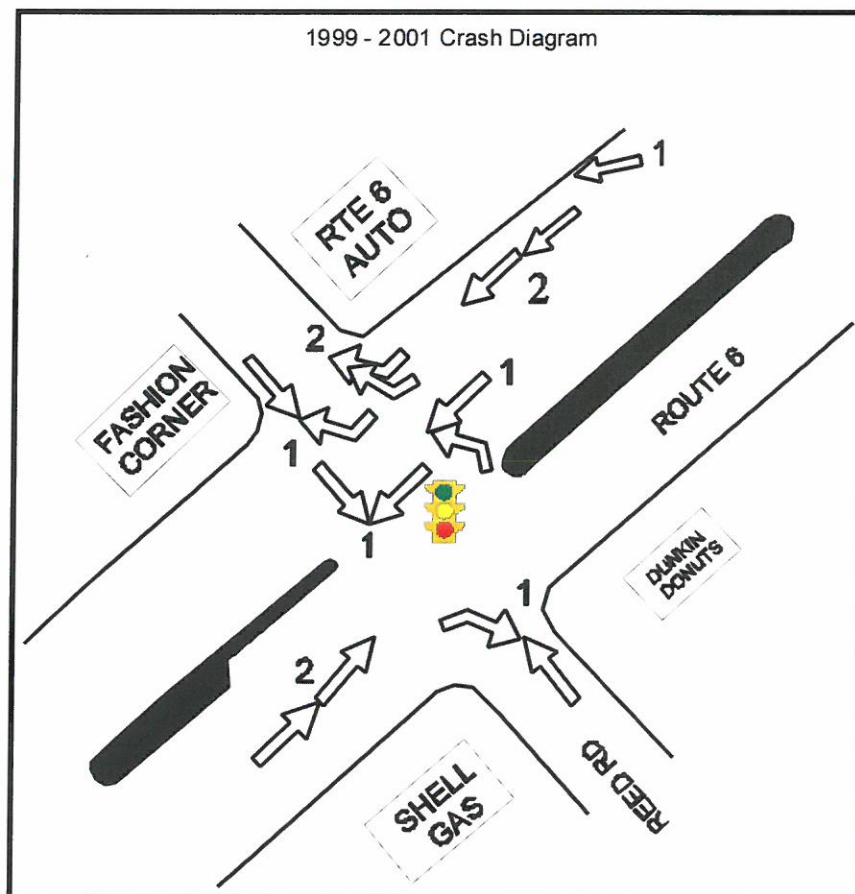 1999 - 2001 Crash Diagram
1
RTE 6
AUTO
2
2
1
ROUTE 6
FASHION
CORNER
1
1
DUNKIN
DONUTS
1
2
SHELL
GAS
REED RD